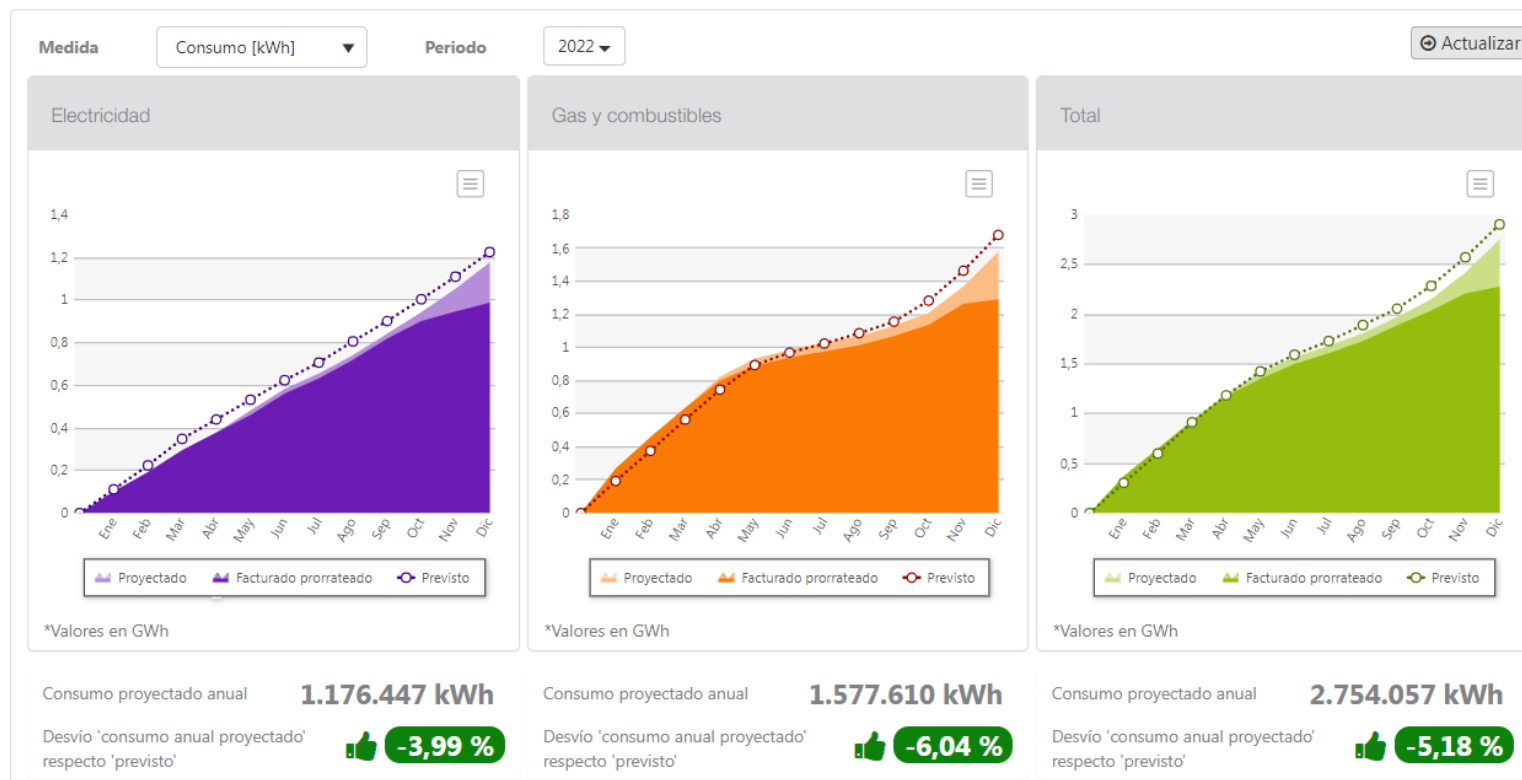 Medida Consumo [kWh] Periodo 2022 Actualizar
Electricidad
1,4
1,2
1
0,8
0,6
0,4
0,2
0
Ene Feb Mar Abr May Jun Jul Ago Sep Oct Nov Dic
Proyectado Facturado prorrateado Previsto
*Valores en GWh
Consumo proyectado anual 1.176.447 kWh
Desvío 'consumo anual proyectado'
respecto 'previsto' -3,99 %
Gas y combustibles
1,8
1,6
1,4
1,2
1
0,8
0,6
0,4
0,2
0
Ene Feb Mar Abr May Jun Jul Ago Sep Oct Nov Dic
Proyectado Facturado prorrateado Previsto
*Valores en GWh
Consumo proyectado anual 1.577.610 kWh
Desvío 'consumo anual proyectado'
respecto 'previsto' -6,04 %
Total
3
2,5
2
1,5
1
0,5
0
Ene Feb Mar Abr May Jun Jul Ago Sep Oct Nov Dic
Proyectado Facturado prorrateado Previsto
*Valores en GWh
Consumo proyectado anual 2.754.057 kWh
Desvío 'consumo anual proyectado'
respecto 'previsto' -5,18 %